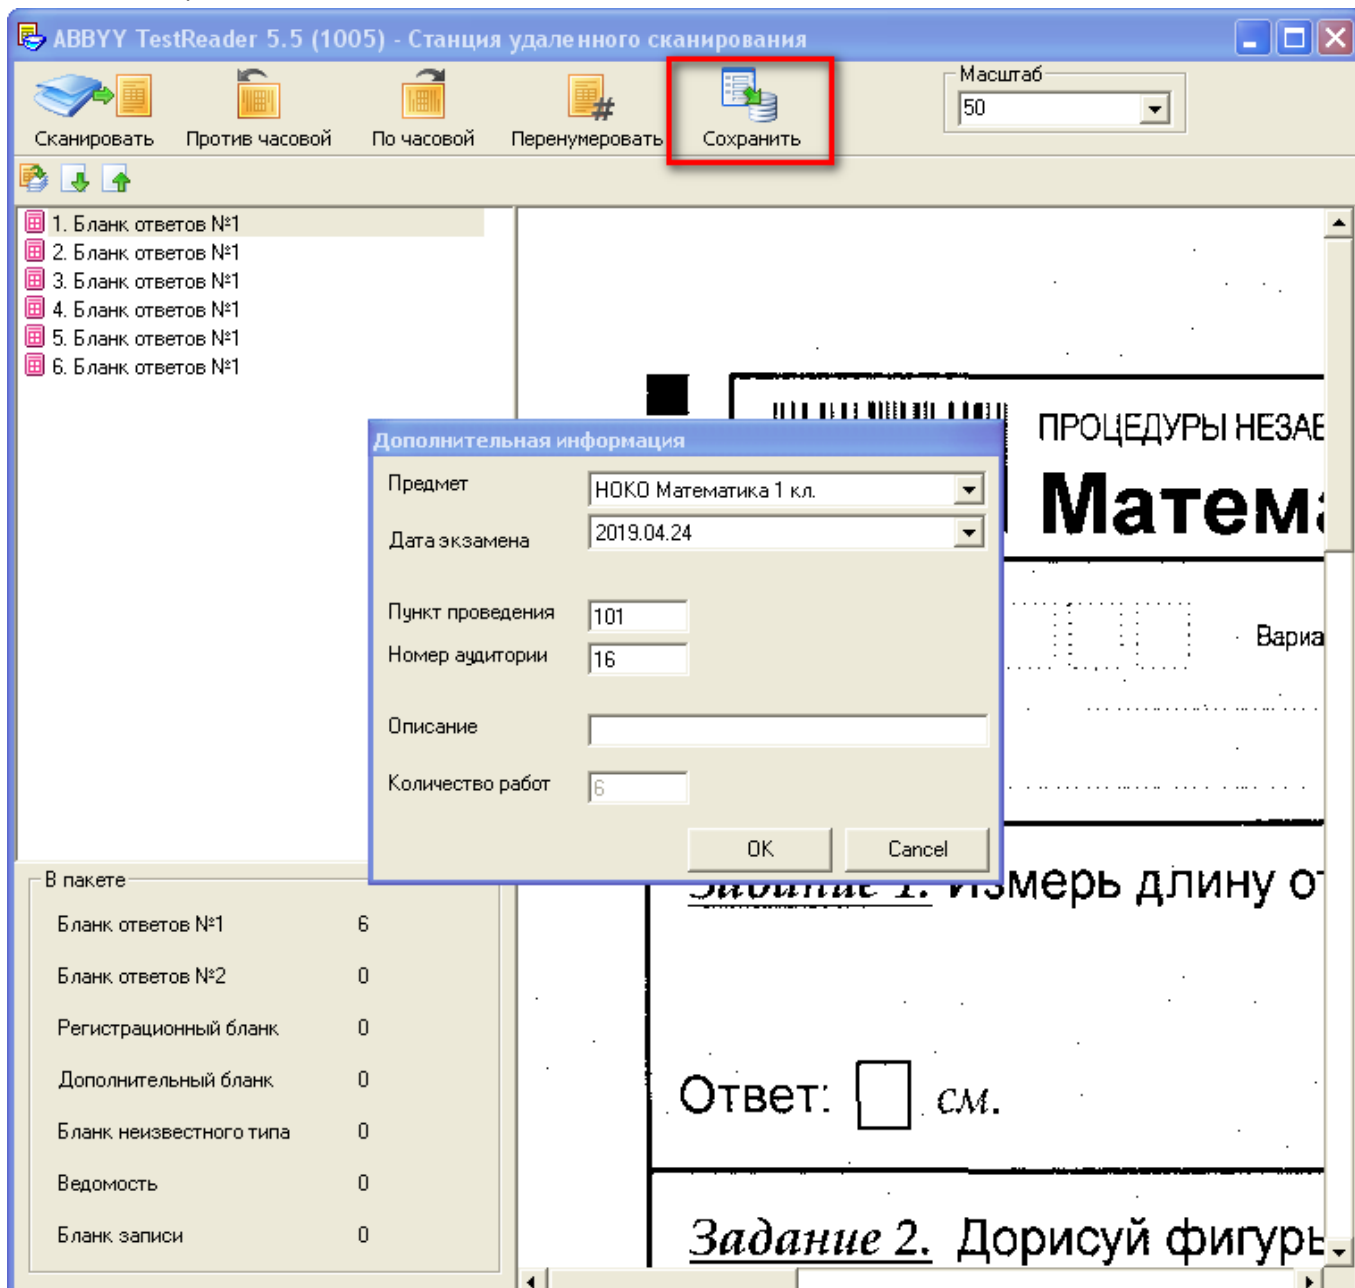 ABBYY TestReader 5.5 (1005) - Станция удаленного сканирования
Сканировать
Против часовой
По часовой
Перенумеровать
Сохранить
Масштаб
50
1. Бланк ответов №1
2. Бланк ответов №1
3. Бланк ответов №1
4. Бланк ответов №1
5. Бланк ответов №1
6. Бланк ответов №1
ПРОЦЕДУРЫ НЕЗАВ
Матема
Вариа
Дополнительная информация
Предмет НОКО Математика 1 кл.
Дата экзамена 2019.04.24
Пункт проведения 101
Номер аудитории 16
Описание
Количество работ 6
OK Cancel
Задание 1. Измерь длину от
Ответ: см.
Задание 2. Дорисуй фигуры
В пакете
Бланк ответов №1 6
Бланк ответов №2 0
Регистрационный бланк 0
Дополнительный бланк 0
Бланк неизвестного типа 0
Ведомость 0
Бланк записи 0